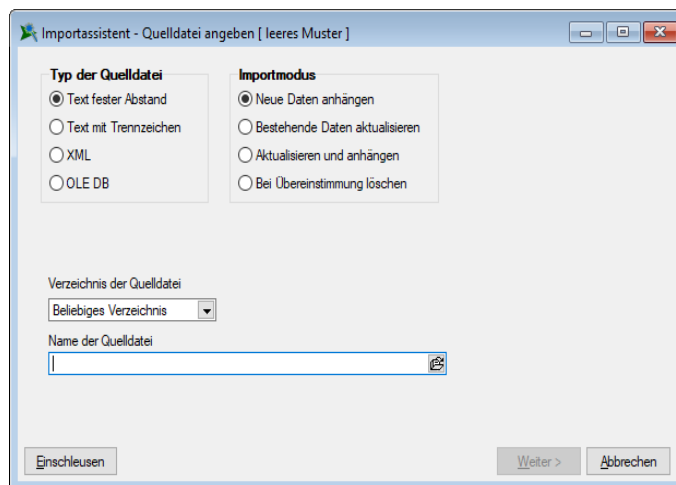 Importassistent - Quelldatei angeben [ leeres Muster ]
Typ der Quelldatei
Text fester Abstand
Text mit Trennzeichen
XML
OLE DB
Importmodus
Neue Daten anhängen
Bestehende Daten aktualisieren
Aktualisieren und anhängen
Bei Übereinstimmung löschen
Verzeichnis der Quelldatei
Beliebiges Verzeichnis
Name der Quelldatei
Einschleusen
Weiter >
Abbrechen